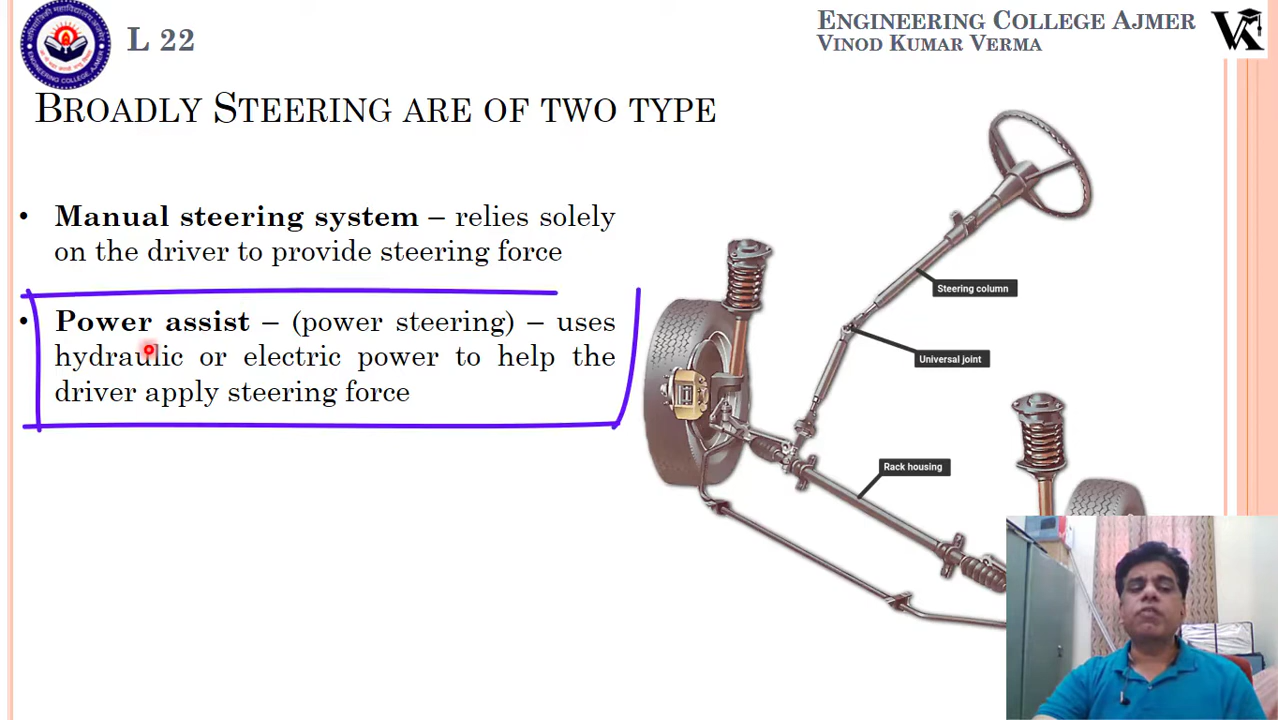 L 22
ENGINEERING COLLEGE AJMER
VINOD KUMAR VERMA
BROADLY STEERING ARE OF TWO TYPE
• Manual steering system – relies solely
on the driver to provide steering force
• Power assist – (power steering) – uses
hydraulic or electric power to help the
driver apply steering force
Steering column
Universal joint
Rack housing